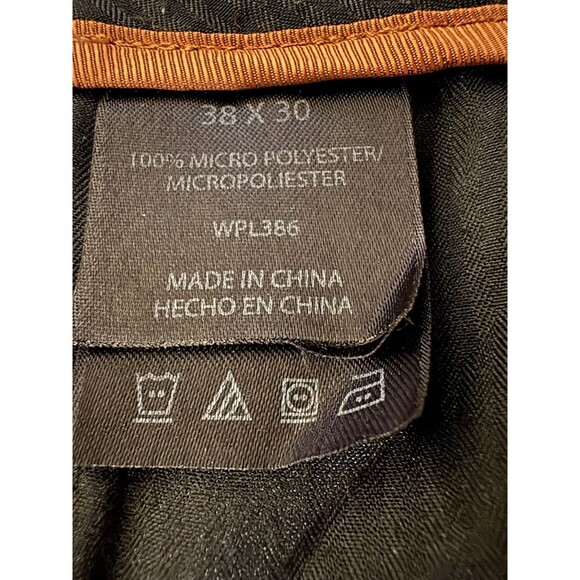 38 X 30
100% MICRO POLYESTER/
MICROPOLIESTER
WPL386
MADE IN CHINA
HECHO EN CHINA